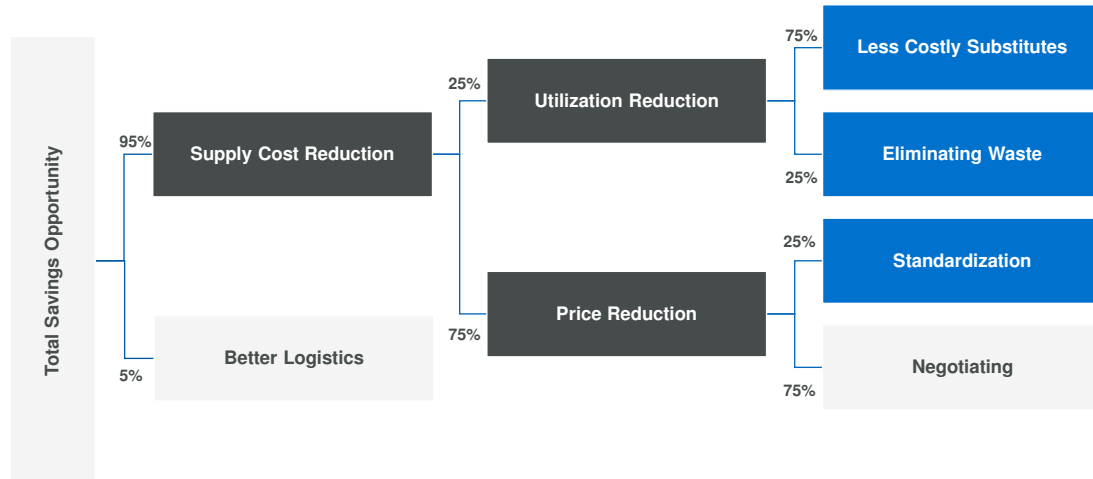 Total Savings Opportunity
95%
Supply Cost Reduction
5%
Better Logistics
25%
Utilization Reduction
75%
Price Reduction
75%
Less Costly Substitutes
25%
Eliminating Waste
25%
Standardization
75%
Negotiating